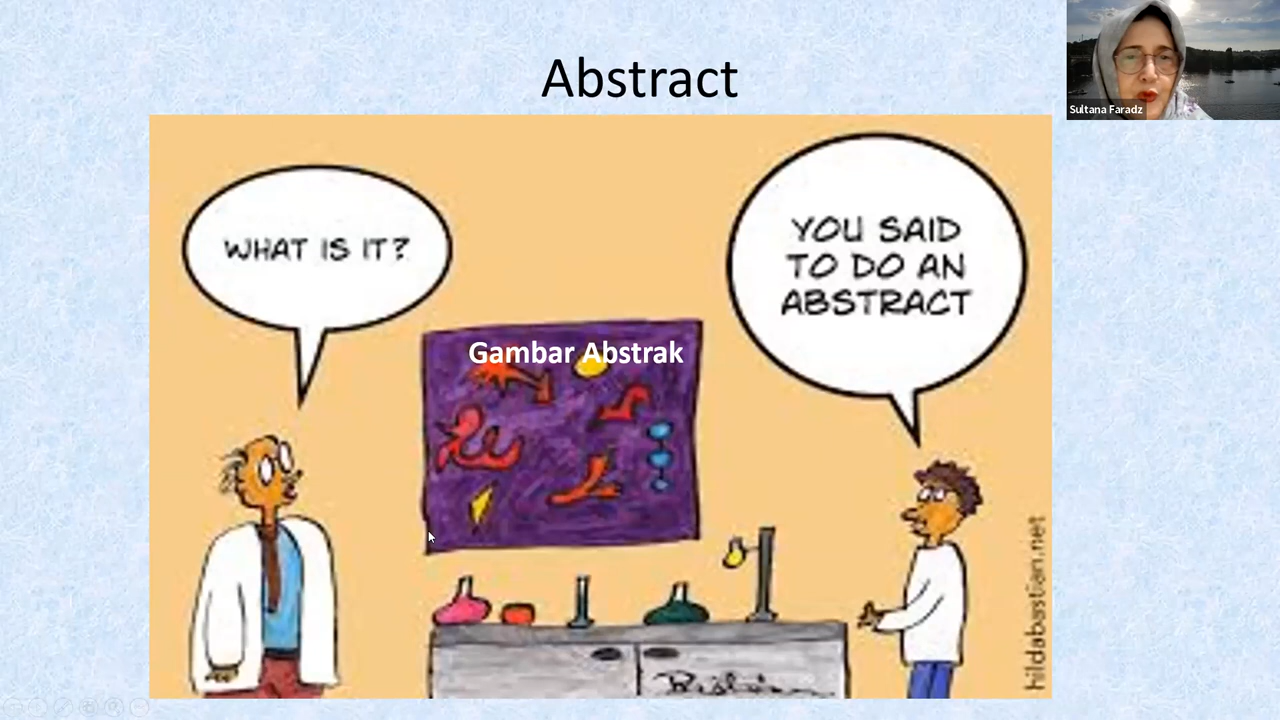 Abstract
Sultana Faradz
WHAT IS IT?
YOU SAID
TO DO AN
ABSTRACT
Gambar Abstrak
hildabastian.net